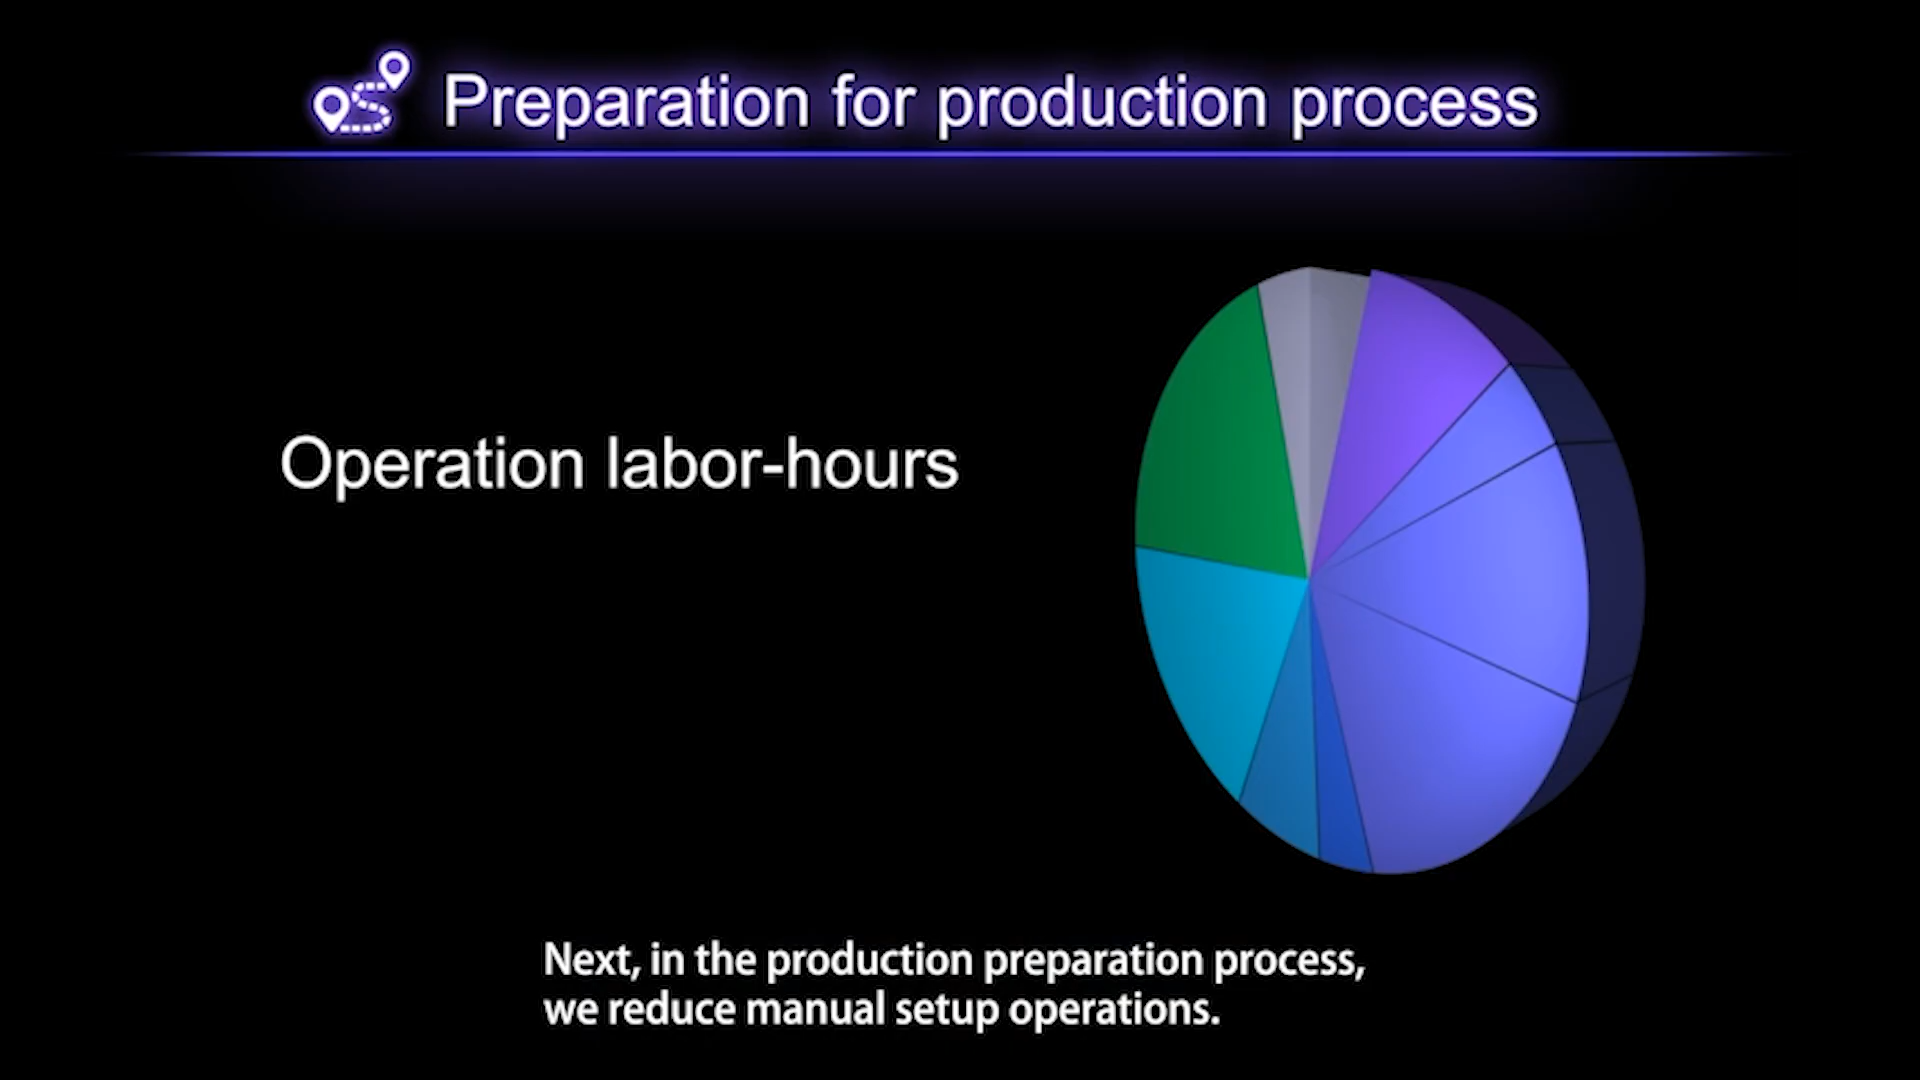 Preparation for production process
Operation labor-hours
Next, in the production preparation process,
we reduce manual setup operations.